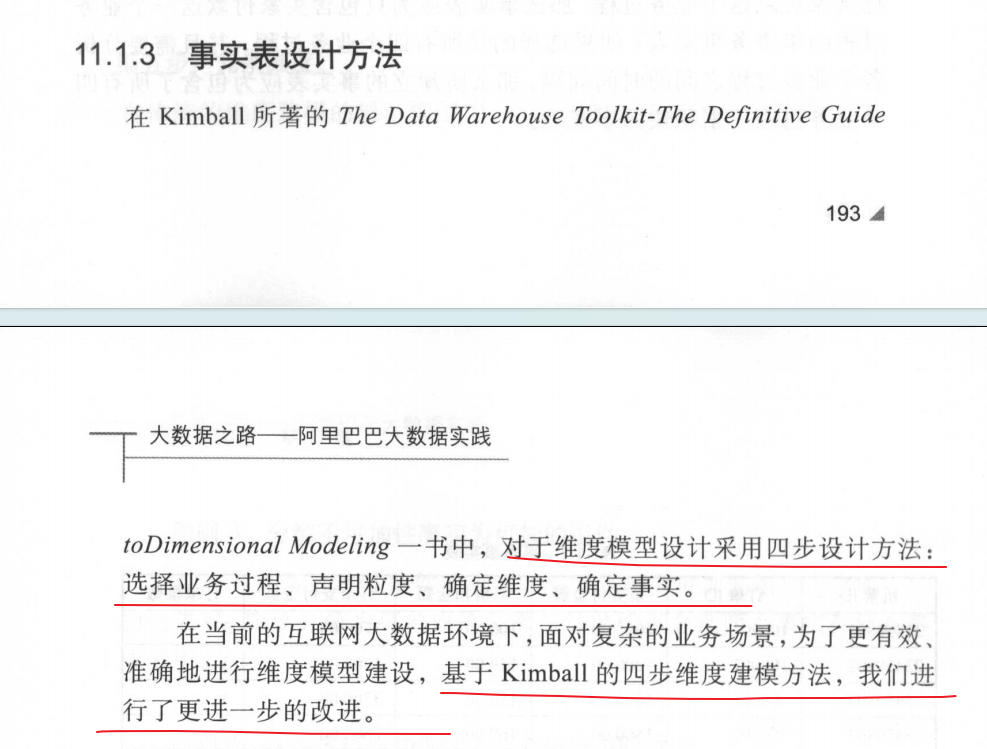 11.1.3 事实表设计方法
在 Kimball 所著的 The Data Warehouse Toolkit-The Definitive Guide
193
大数据之路——阿里巴巴大数据实践
toDimensional Modeling 一书中，对于维度模型设计采用四步设计方法：
选择业务过程、声明粒度、确定维度、确定事实。
在当前的互联网大数据环境下，面对复杂的业务场景，为了更有效、
准确地进行维度模型建设，基于 Kimball 的四步维度建模方法，我们进
行了更进一步的改进。